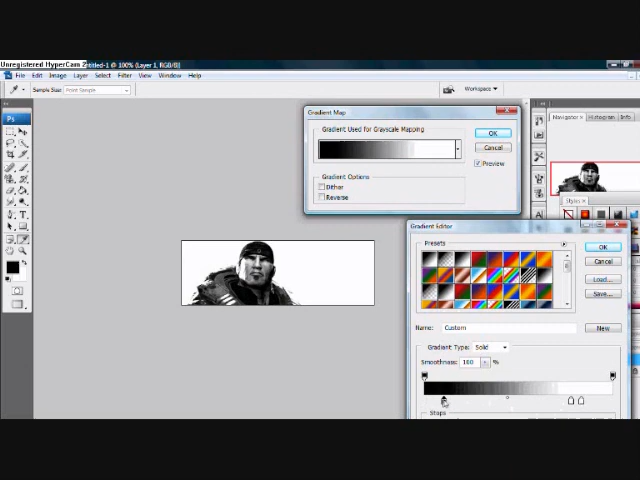 Unregistered HyperCam 2
Untitled-1 @ 100% (Layer 1, RGB/8)
File Edit Image Layer Select Filter View Window Help
Sample Size: Point Sample
Workspace
Ps
Navigator Histogram Info
Styles
Gradient Map
Gradient Used for Grayscale Mapping
OK
Cancel
Preview
Gradient Options
Dither
Reverse
Gradient Editor
Presets
OK
Cancel
Load...
Save...
Name: Custom
New
Gradient Type: Solid
Smoothness: 100 %
Stops